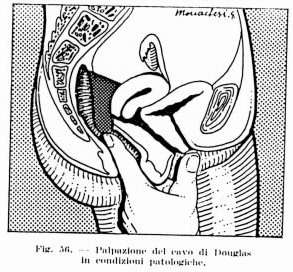 Fig. 56. — Palpazione del cavo di Douglas
in condizioni patologiche.